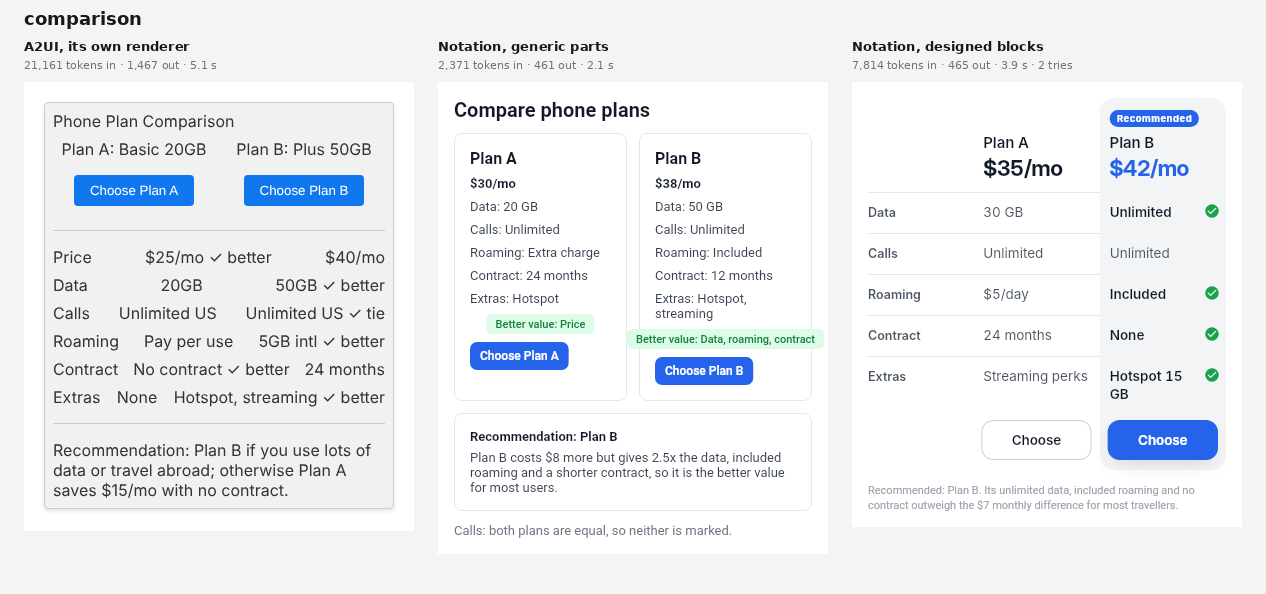 comparison
A2UI, its own renderer
21,161 tokens in · 1,467 out · 5.1 s
Phone Plan Comparison
Plan A: Basic 20GB Plan B: Plus 50GB
Choose Plan A Choose Plan B
Price $25/mo ✓ better $40/mo
Data 20GB 50GB ✓ better
Calls Unlimited US Unlimited US ✓ tie
Roaming Pay per use 5GB intl ✓ better
Contract No contract ✓ better 24 months
Extras None Hotspot, streaming ✓ better
Recommendation: Plan B if you use lots of
data or travel abroad; otherwise Plan A
saves $15/mo with no contract.
Notation, generic parts
2,371 tokens in · 461 out · 2.1 s
Compare phone plans
Plan A
$30/mo
Data: 20 GB
Calls: Unlimited
Roaming: Extra charge
Contract: 24 months
Extras: Hotspot
Better value: Price
Choose Plan A
Plan B
$38/mo
Data: 50 GB
Calls: Unlimited
Roaming: Included
Contract: 12 months
Extras: Hotspot,
streaming
Better value: Data, roaming, contract
Choose Plan B
Recommendation: Plan B
Plan B costs $8 more but gives 2.5x the data, included
roaming and a shorter contract, so it is the better value
for most users.
Calls: both plans are equal, so neither is marked.
Notation, designed blocks
7,814 tokens in · 465 out · 3.9 s · 2 tries
Recommended
Plan A Plan B
$35/mo $42/mo
Data 30 GB Unlimited
Calls Unlimited Unlimited
Roaming $5/day Included
Contract 24 months None
Extras Streaming perks Hotspot 15
GB
Choose Choose
Recommended: Plan B. Its unlimited data, included roaming and no
contract outweigh the $7 monthly difference for most travellers.